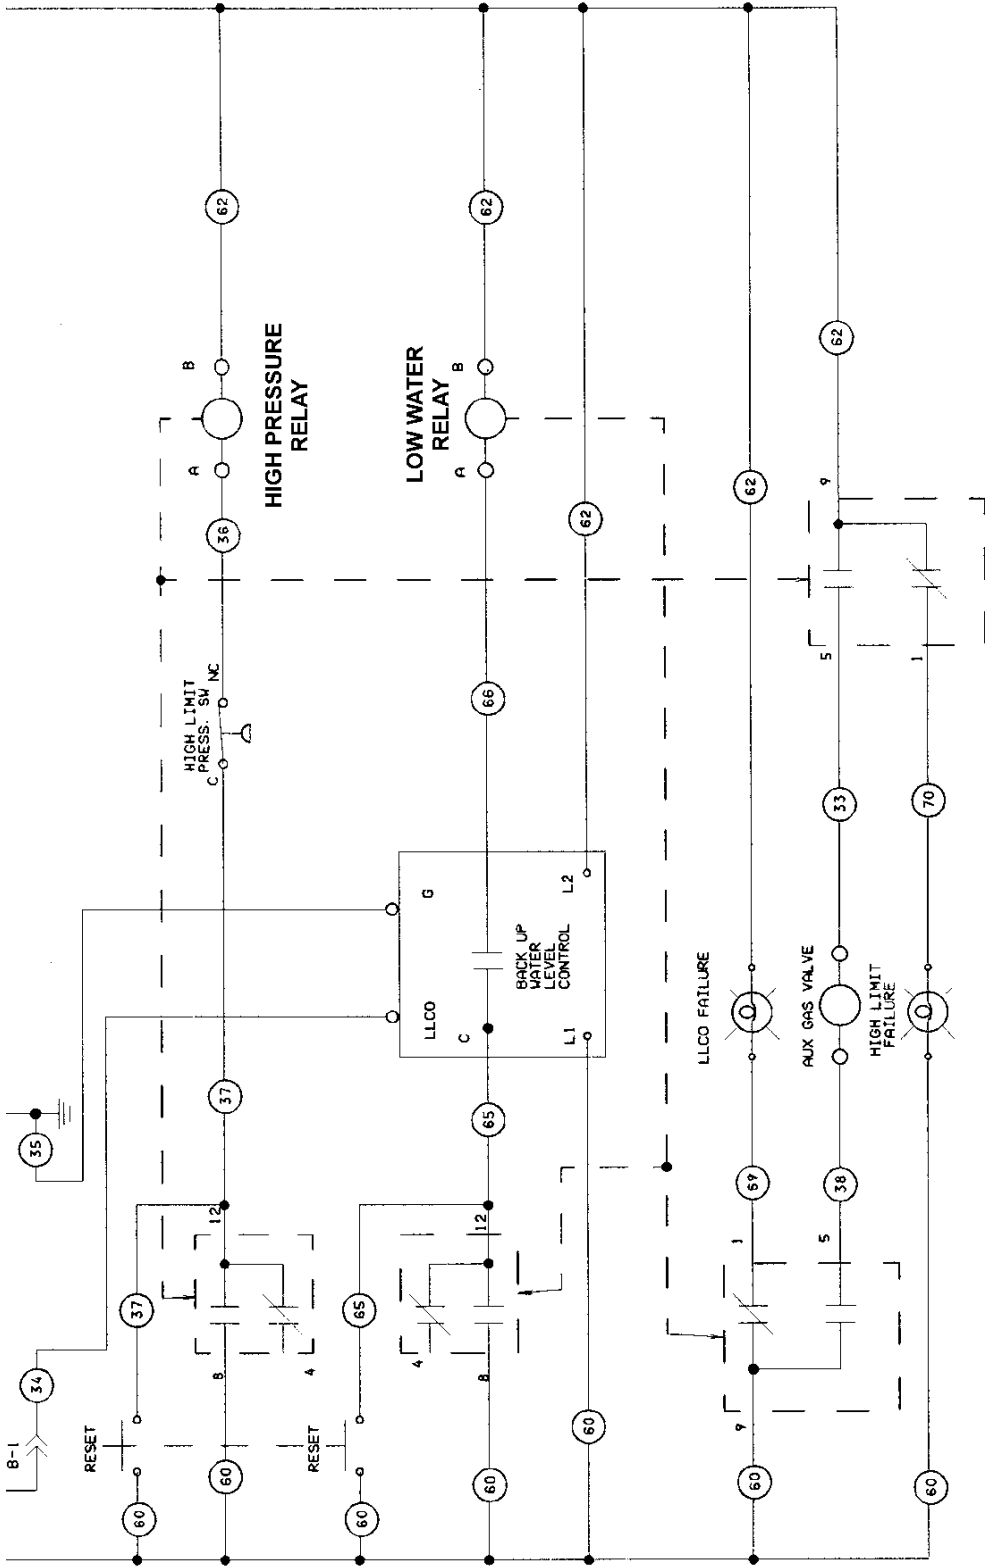 B-1
34
35
RESET
60
37
60
8
4
12
37
C
HIGH LIMIT
PRESS. SW
NC
36
A
B
HIGH PRESSURE
RELAY
62
RESET
60
65
60
4
8
12
65
LLCO
G
C
BACK UP
WATER
LEVEL
CONTROL
L1
L2
66
A
B
LOW WATER
RELAY
62
60
62
60
9
1
69
LLCO FAILURE
62
5
38
AUX GAS VALVE
33
5
9
62
60
HIGH LIMIT
FAILURE
70
1